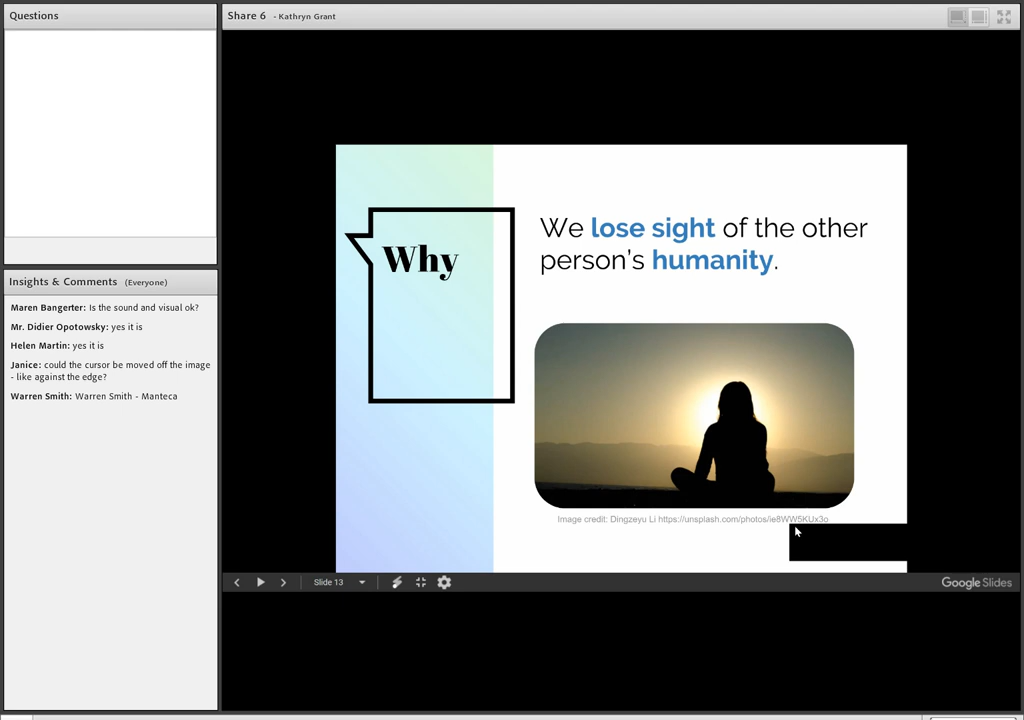 Questions
Share 6 - Kathryn Grant
Insights & Comments (Everyone)
Maren Bangerter: Is the sound and visual ok?
Mr. Didier Opotowsky: yes it is
Helen Martin: yes it is
Janice: could the cursor be moved off the image
- like against the edge?
Warren Smith: Warren Smith - Manteca
Why
We lose sight of the other
person's humanity.
Image credit: Dingzeyu Li https://unsplash.com/photos/ie8WW5KUx3o
Slide 13
Google Slides